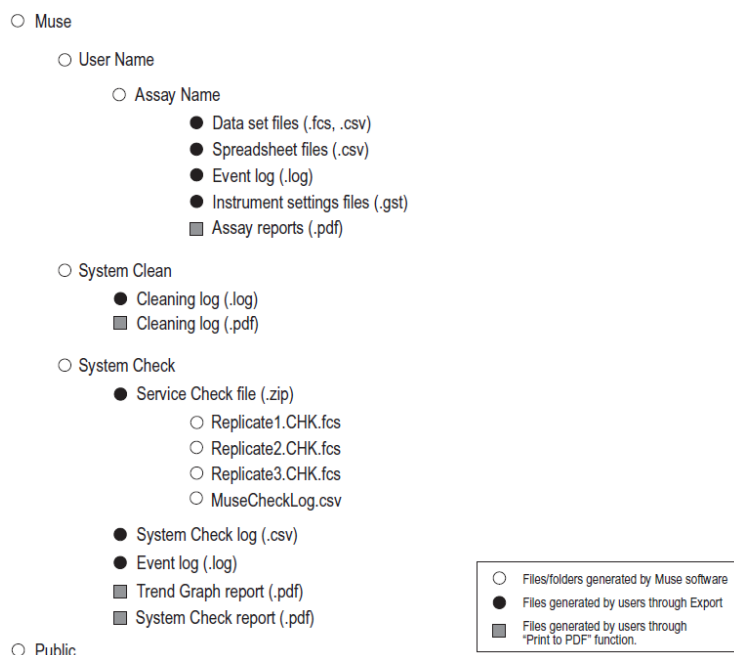 Muse
User Name
Assay Name
Data set files (.fcs, .csv)
Spreadsheet files (.csv)
Event log (.log)
Instrument settings files (.gst)
Assay reports (.pdf)
System Clean
Cleaning log (.log)
Cleaning log (.pdf)
System Check
Service Check file (.zip)
Replicate1.CHK.fcs
Replicate2.CHK.fcs
Replicate3.CHK.fcs
MuseCheckLog.csv
System Check log (.csv)
Event log (.log)
Trend Graph report (.pdf)
System Check report (.pdf)
Public
Files/folders generated by Muse software
Files generated by users through Export
Files generated by users through
"Print to PDF" function.